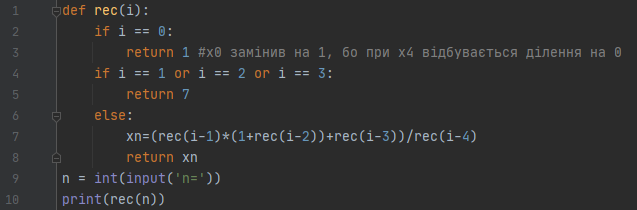 1 def rec(i):
2 if i == 0:
3 return 1 #x0 замінив на 1, бо при x4 відбувається ділення на 0
4 if i == 1 or i == 2 or i == 3:
5 return 7
6 else:
7 xn=(rec(i-1)*(1+rec(i-2))+rec(i-3))/rec(i-4)
8 return xn
9 n = int(input('n='))
10 print(rec(n))